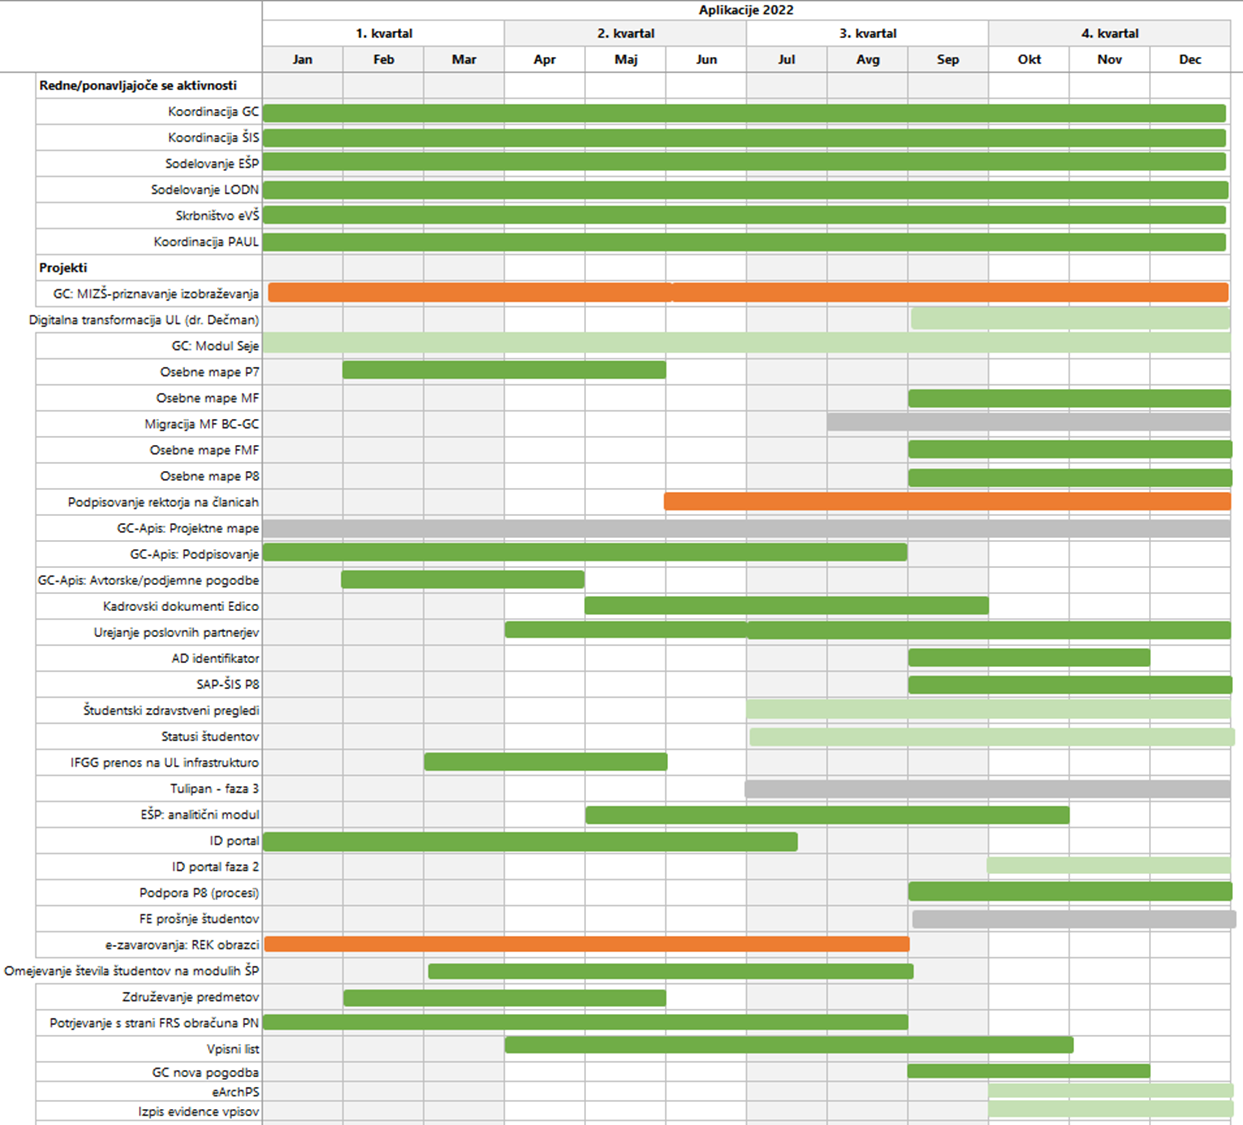 Aplikacije 2022
1. kvartal 2. kvartal 3. kvartal 4. kvartal
Jan Feb Mar Apr Maj Jun Jul Avg Sep Okt Nov Dec
Redne/ponavljajoče se aktivnosti
Koordinacija GC
Koordinacija ŠIS
Sodelovanje EŠP
Sodelovanje LODN
Skrbništvo eVŠ
Koordinacija PAUL
Projekti
GC: MIZŠ-priznavanje izobraževanja
Digitalna transformacija UL (dr. Dečman)
GC: Modul Seje
Osebne mape P7
Osebne mape MF
Migracija MF BC-GC
Osebne mape FMF
Osebne mape P8
Podpisovanje rektorja na članicah
GC-Apis: Projektne mape
GC-Apis: Podpisovanje
GC-Apis: Avtorske/podjemne pogodbe
Kadrovski dokumenti Edico
Urejanje poslovnih partnerjev
AD identifikator
SAP-ŠIS P8
Študentski zdravstveni pregledi
Statusi študentov
IFGG prenos na UL infrastrukturo
Tulipan - faza 3
EŠP: analitični modul
ID portal
ID portal faza 2
Podpora P8 (procesi)
FE prošnje študentov
e-zavarovanja: REK obrazci
Omejevanje števila študentov na modulih ŠP
Združevanje predmetov
Potrjevanje s strani FRS obračuna PN
Vpisni list
GC nova pogodba
eArchPS
Izpis evidence vpisov